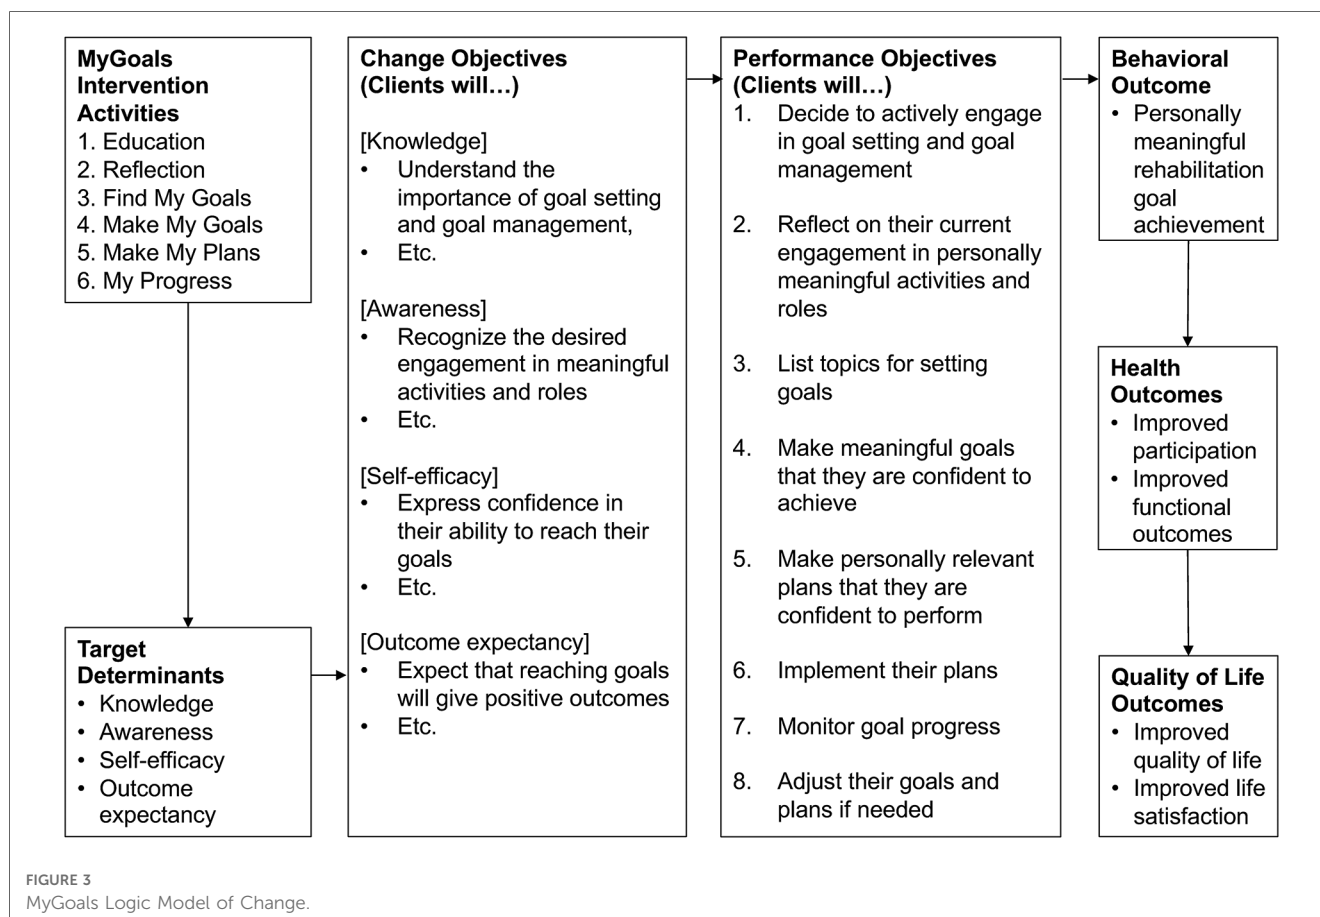 MyGoals
Intervention
Activities
1. Education
2. Reflection
3. Find My Goals
4. Make My Goals
5. Make My Plans
6. My Progress
Target
Determinants
• Knowledge
• Awareness
• Self-efficacy
• Outcome
expectancy
Change Objectives
(Clients will…)
[Knowledge]
• Understand the
importance of goal setting
and goal management,
• Etc.
[Awareness]
• Recognize the desired
engagement in meaningful
activities and roles
• Etc.
[Self-efficacy]
• Express confidence in
their ability to reach their
goals
• Etc.
[Outcome expectancy]
• Expect that reaching goals
will give positive outcomes
• Etc.
Performance Objectives
(Clients will…)
1. Decide to actively engage
in goal setting and goal
management
2. Reflect on their current
engagement in personally
meaningful activities and
roles
3. List topics for setting
goals
4. Make meaningful goals
that they are confident to
achieve
5. Make personally relevant
plans that they are
confident to perform
6. Implement their plans
7. Monitor goal progress
8. Adjust their goals and
plans if needed
Behavioral
Outcome
• Personally
meaningful
rehabilitation
goal
achievement
Health
Outcomes
• Improved
participation
• Improved
functional
outcomes
Quality of Life
Outcomes
• Improved
quality of life
• Improved life
satisfaction
FIGURE 3
MyGoals Logic Model of Change.